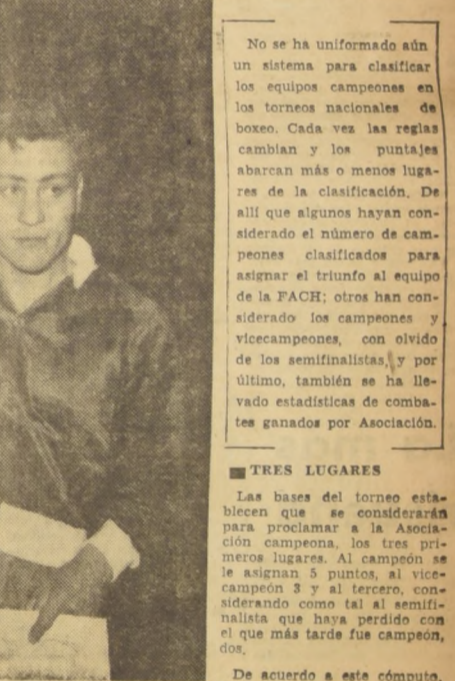 No se ha uniformado aún
un sistema para clasificar
los equipos campeones en
los torneos nacionales de
boxeo. Cada vez las reglas
cambian y los puntajes
abarcan más o menos luga-
res de la clasificación. De
allí que algunos hayan con-
siderado el número de cam-
peones clasificados para
asignar el triunfo al equipo
de la FACH; otros han con-
siderado los campeones y
vicecampeones, con olvido
de los semifinalistas, y por
último, también se ha lle-
vado estadísticas de comba-
tes ganados por Asociación.
TRES LUGARES
Las bases del torneo esta-
blecen que se considerarán
para proclamar a la Asocia-
ción campeona, los tres pri-
meros lugares. Al campeón se
le asignan 5 puntos, al vice-
campeón 3 y al tercero, con-
siderando como tal al semifi-
nalista que haya perdido con
el que más tarde fue campeón,
dos.
De acuerdo a este cómputo,